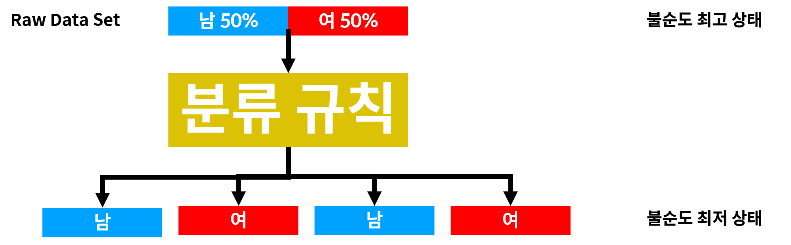 Raw Data Set 남 50% 여 50% 불순도 최고 상태
분류 규칙
남 여 남 여 불순도 최저 상태